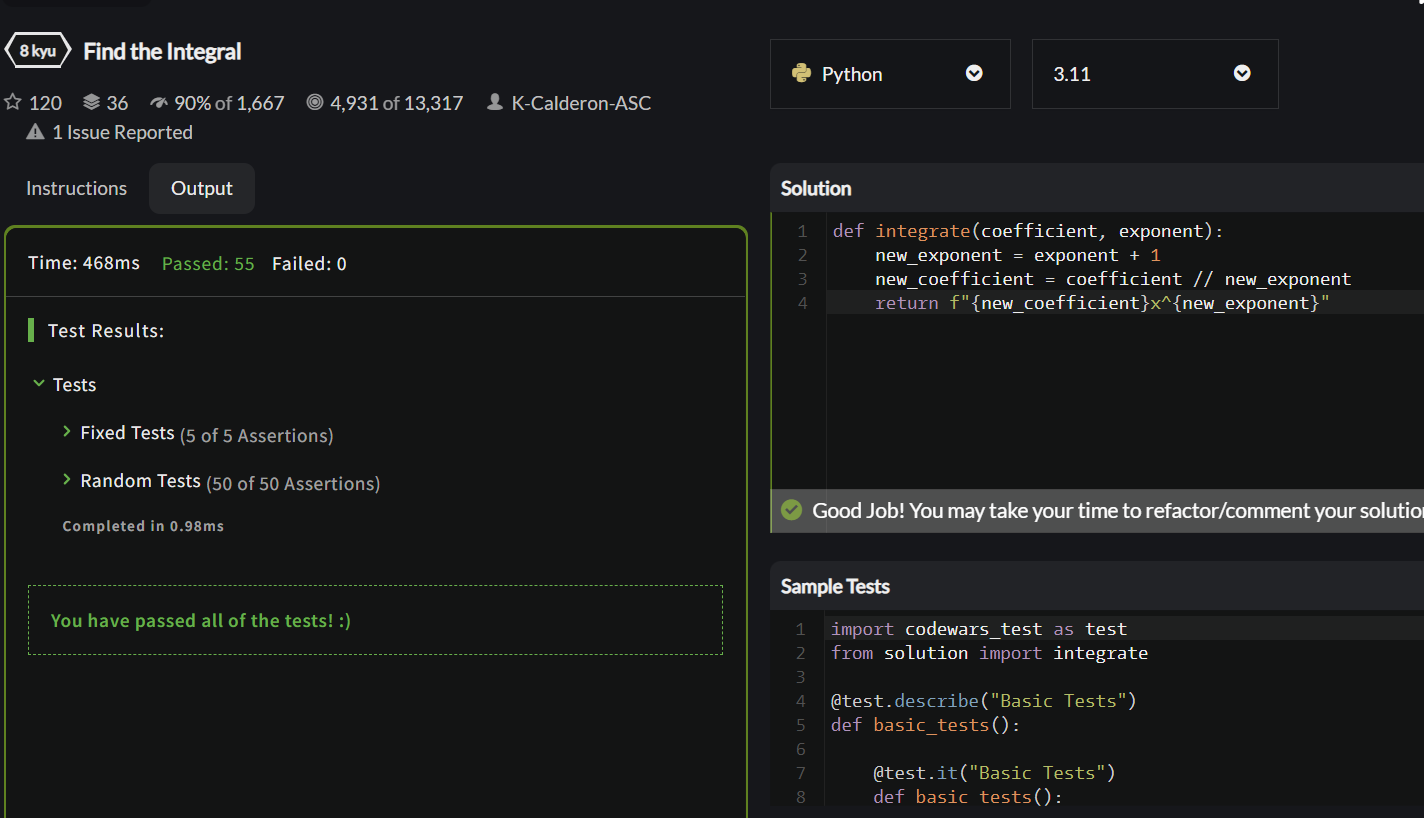 8 kyu Find the Integral
120 36 90% of 1,667 4,931 of 13,317 K-Calderon-ASC
1 Issue Reported
Instructions Output
Time: 468ms Passed: 55 Failed: 0
Test Results:
Tests
Fixed Tests (5 of 5 Assertions)
Random Tests (50 of 50 Assertions)
Completed in 0.98ms
You have passed all of the tests! :)
Python 3.11
Solution
1 def integrate(coefficient, exponent):
2     new_exponent = exponent + 1
3     new_coefficient = coefficient // new_exponent
4     return f"{new_coefficient}x^{new_exponent}"
Good Job! You may take your time to refactor/comment your solution
Sample Tests
1 import codewars_test as test
2 from solution import integrate
3
4 @test.describe("Basic Tests")
5 def basic_tests():
6
7     @test.it("Basic Tests")
8     def basic_tests():